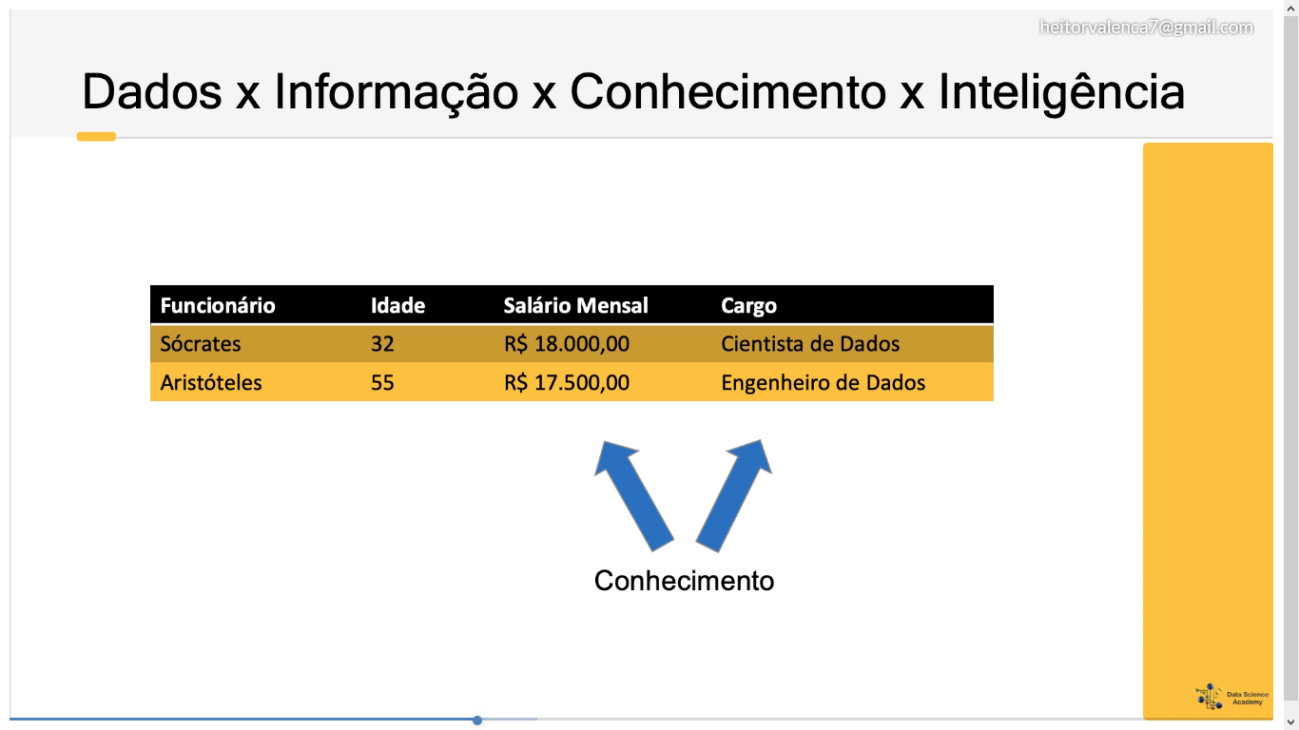 heitorvalenca7@gmail.com
Dados x Informação x Conhecimento x Inteligência
Funcionário Idade Salário Mensal Cargo
Sócrates 32 R$ 18.000,00 Cientista de Dados
Aristóteles 55 R$ 17.500,00 Engenheiro de Dados
Conhecimento
Data Science
Academy